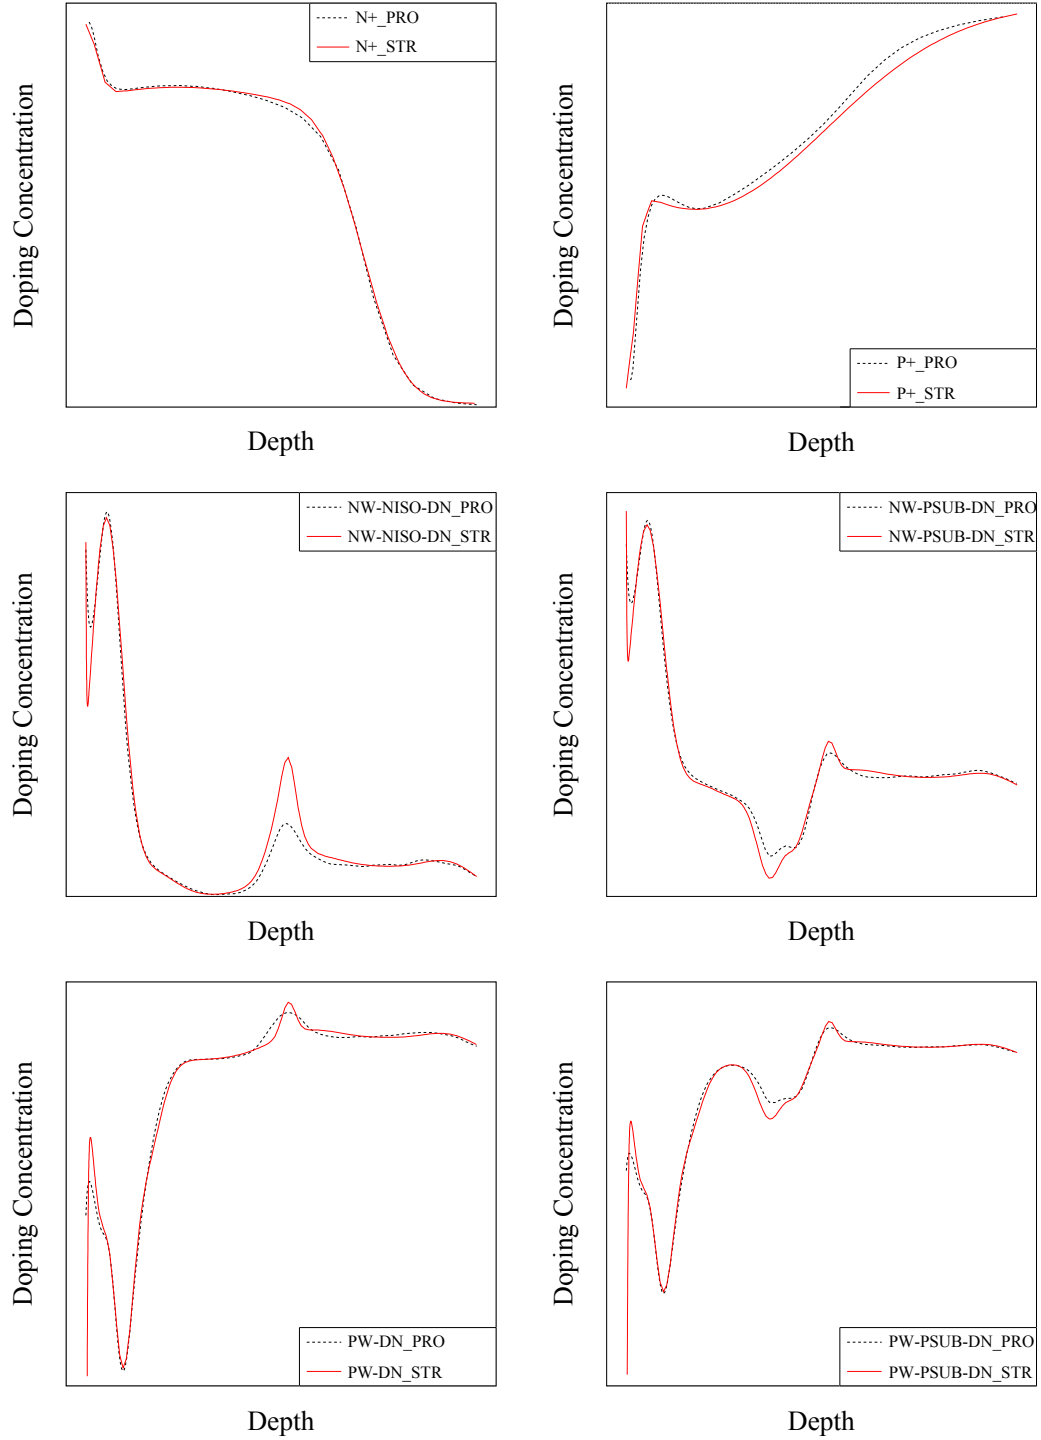 N+_PRO
N+_STR
Doping Concentration
Depth
P+_PRO
P+_STR
Doping Concentration
Depth
NW-NISO-DN_PRO
NW-NISO-DN_STR
Doping Concentration
Depth
NW-PSUB-DN_PRO
NW-PSUB-DN_STR
Doping Concentration
Depth
PW-DN_PRO
PW-DN_STR
Doping Concentration
Depth
PW-PSUB-DN_PRO
PW-PSUB-DN_STR
Doping Concentration
Depth